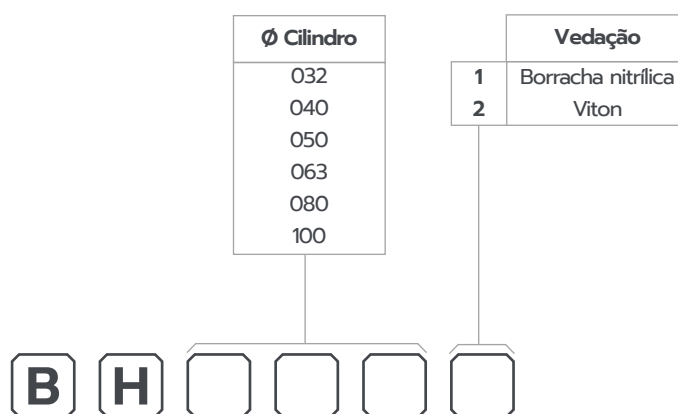 Ø Cilindro
032
040
050
063
080
100
Vedação
1 Borracha nitrílica
2 Viton
B H